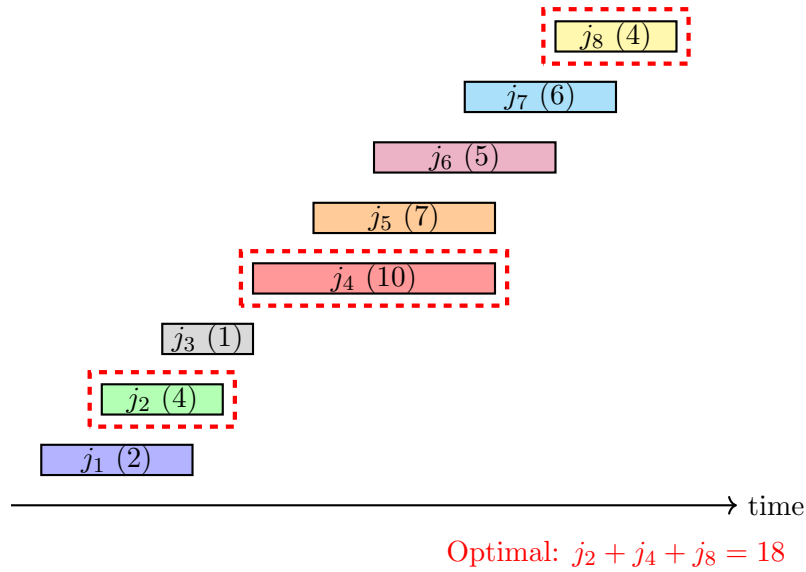 j₈ (4)
j₇ (6)
j₆ (5)
j₅ (7)
j₄ (10)
j₃ (1)
j₂ (4)
j₁ (2)
time
Optimal: j₂ + j₄ + j₈ = 18